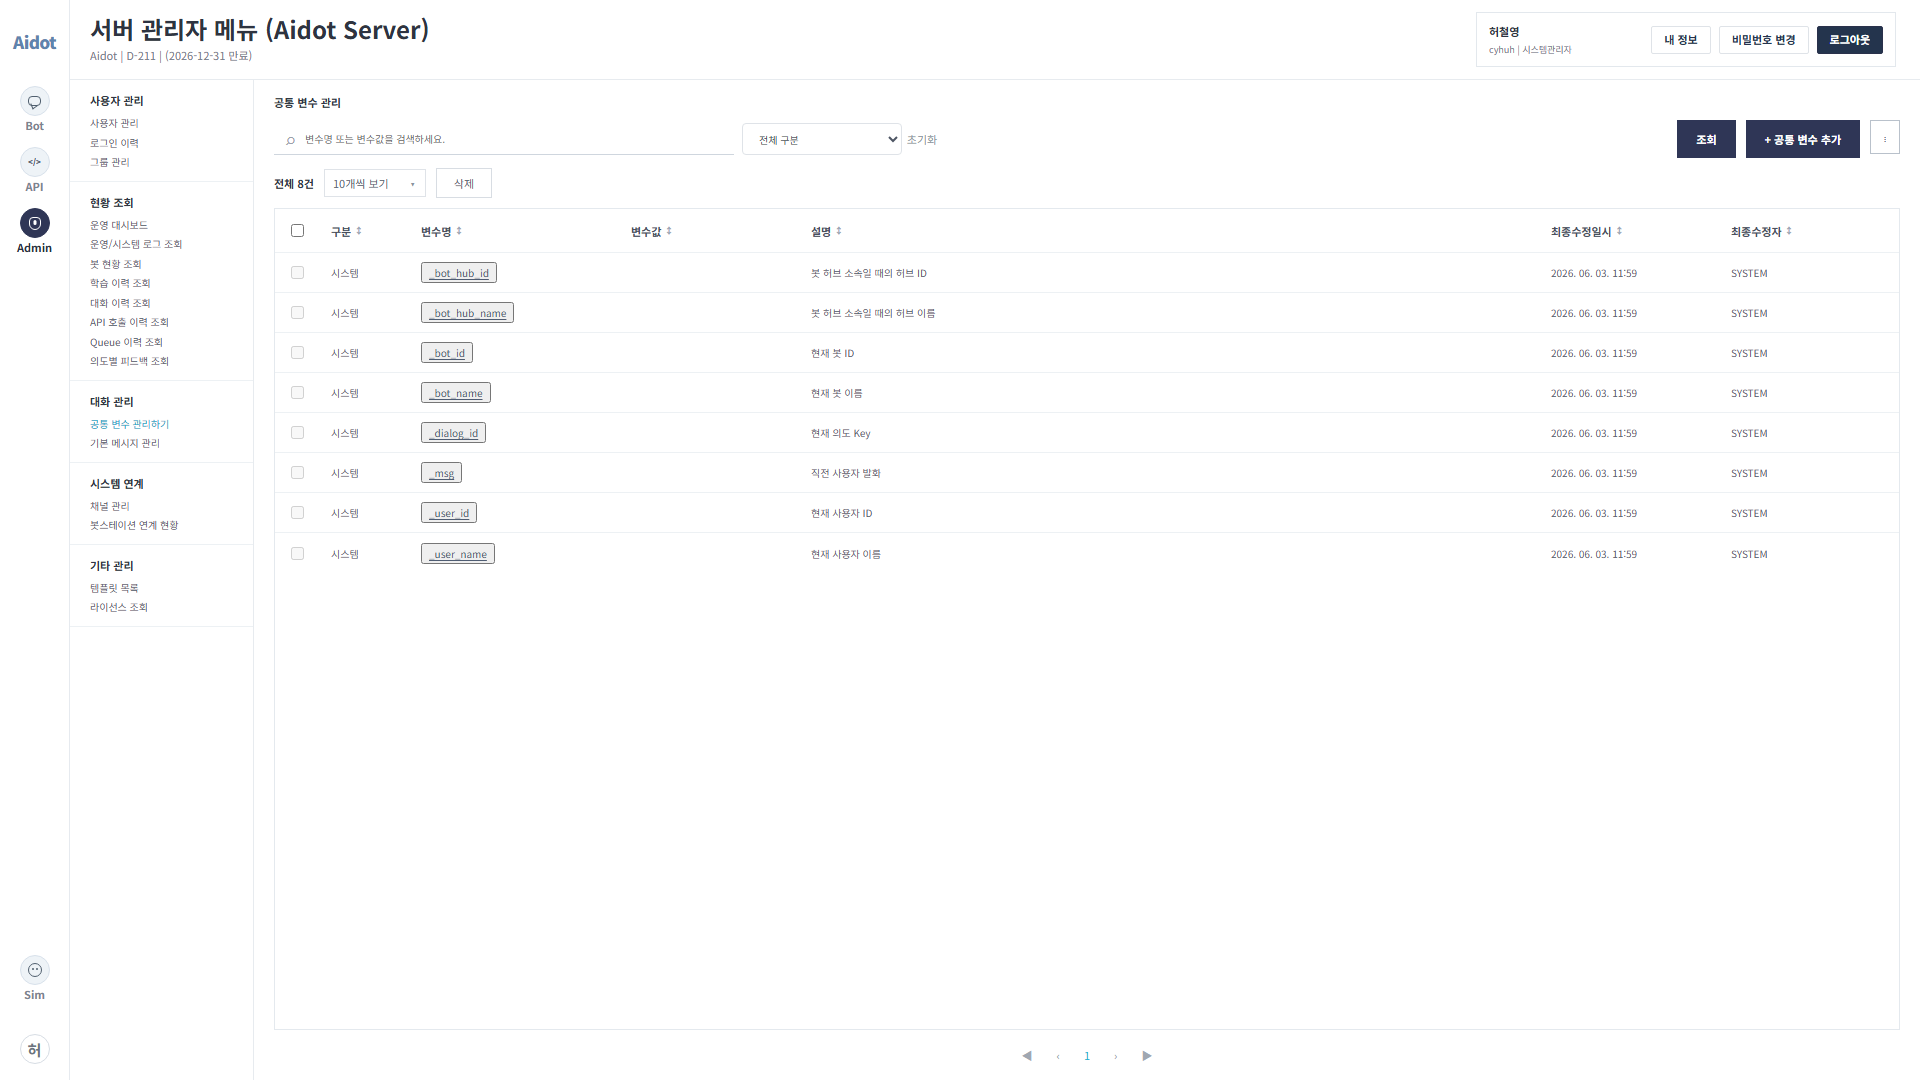 Aidot
Bot
</>
API
Admin
Sim
허
서버 관리자 메뉴 (Aidot Server)
Aidot | D-211 | (2026-12-31 만료)
허철영
cyhuh | 시스템관리자
내 정보
비밀번호 변경
로그아웃
사용자 관리
사용자 관리
로그인 이력
그룹 관리
현황 조회
운영 대시보드
운영/시스템 로그 조회
봇 현황 조회
학습 이력 조회
대화 이력 조회
API 호출 이력 조회
Queue 이력 조회
의도별 피드백 조회
대화 관리
공통 변수 관리하기
기본 메시지 관리
시스템 연계
채널 관리
봇스테이션 연계 현황
기타 관리
템플릿 목록
라이선스 조회
공통 변수 관리
변수명 또는 변수값을 검색하세요.
전체 구분
초기화
조회
+ 공통 변수 추가
전체 8건
10개씩 보기
삭제
구분 변수명 변수값 설명 최종수정일시 최종수정자
시스템 _bot_hub_id 봇 허브 소속일 때의 허브 ID 2026. 06. 03. 11:59 SYSTEM
시스템 _bot_hub_name 봇 허브 소속일 때의 허브 이름 2026. 06. 03. 11:59 SYSTEM
시스템 _bot_id 현재 봇 ID 2026. 06. 03. 11:59 SYSTEM
시스템 _bot_name 현재 봇 이름 2026. 06. 03. 11:59 SYSTEM
시스템 _dialog_id 현재 의도 Key 2026. 06. 03. 11:59 SYSTEM
시스템 _msg 직전 사용자 발화 2026. 06. 03. 11:59 SYSTEM
시스템 _user_id 현재 사용자 ID 2026. 06. 03. 11:59 SYSTEM
시스템 _user_name 현재 사용자 이름 2026. 06. 03. 11:59 SYSTEM
◀ ‹ 1 › ▶